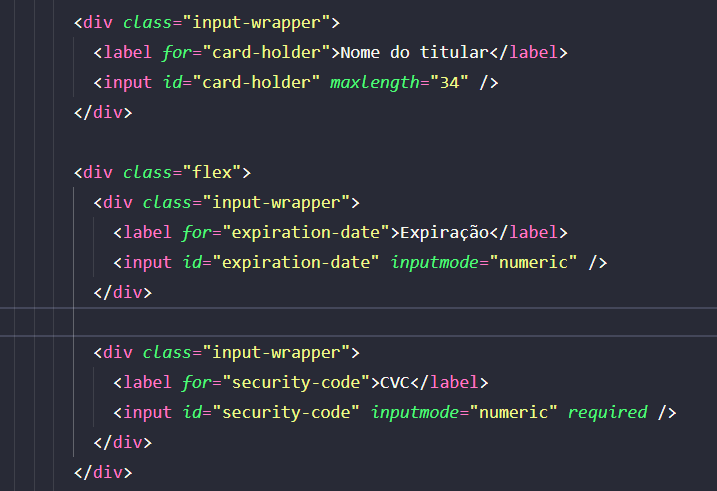 <div class="input-wrapper">
<label for="card-holder">Nome do titular</label>
<input id="card-holder" maxlength="34" />
</div>
<div class="flex">
<div class="input-wrapper">
<label for="expiration-date">Expiração</label>
<input id="expiration-date" inputmode="numeric" />
</div>
<div class="input-wrapper">
<label for="security-code">CVC</label>
<input id="security-code" inputmode="numeric" required />
</div>
</div>